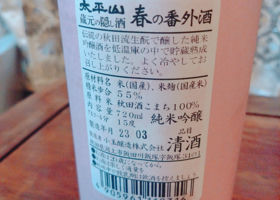 太平山
蔵元の隠し酒 春の番外酒
伝統の秋田流生酛で醸した純米
吟醸酒を低温庫の中で貯蔵熟成
いたしました。よく冷やしてお
召し上がりください。
原材料名 米(国産)、米麹(国産米)
精米歩合 55%
原料米 秋田酒こまち100%
内容量 720ml 純米吟醸
アルコール分 15度 品目
製造年月 23.03 清酒
小玉醸造株式会社